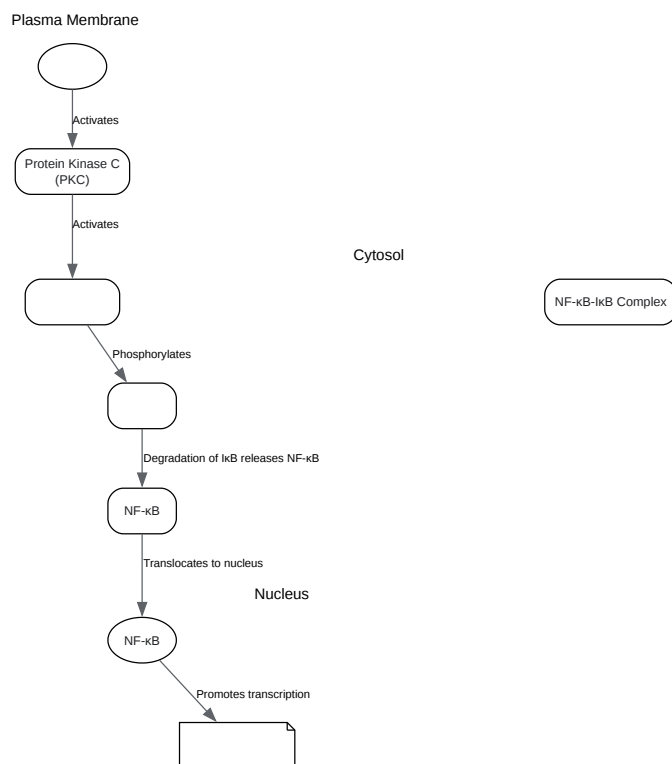 Plasma Membrane
Activates
Protein Kinase C
(PKC)
Activates
Cytosol
NF-κB-IκB Complex
Phosphorylates
Degradation of IκB releases NF-κB
NF-κB
Translocates to nucleus
Nucleus
NF-κB
Promotes transcription